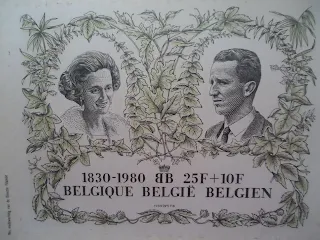 1830-1980 BB 25F+10F
BELGIQUE BELGIË BELGIEN